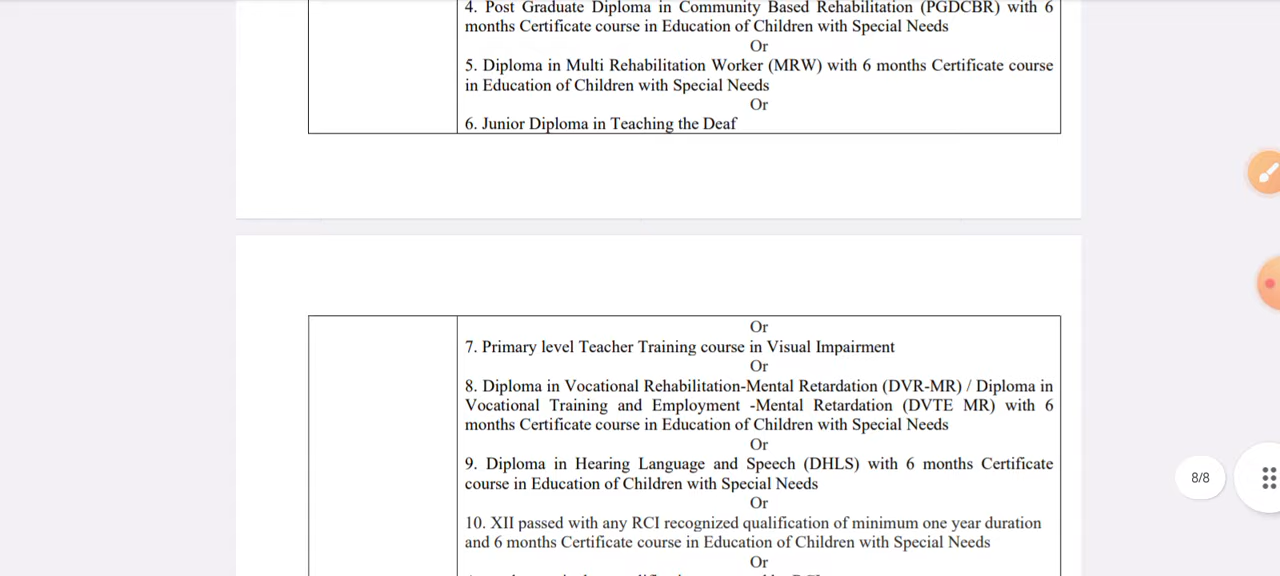 4. Post Graduate Diploma in Community Based Rehabilitation (PGDCBR) with 6
months Certificate course in Education of Children with Special Needs
Or
5. Diploma in Multi Rehabilitation Worker (MRW) with 6 months Certificate course
in Education of Children with Special Needs
Or
6. Junior Diploma in Teaching the Deaf
Or
7. Primary level Teacher Training course in Visual Impairment
Or
8. Diploma in Vocational Rehabilitation-Mental Retardation (DVR-MR) / Diploma in
Vocational Training and Employment -Mental Retardation (DVTE MR) with 6
months Certificate course in Education of Children with Special Needs
Or
9. Diploma in Hearing Language and Speech (DHLS) with 6 months Certificate
course in Education of Children with Special Needs
Or
10. XII passed with any RCI recognized qualification of minimum one year duration
and 6 months Certificate course in Education of Children with Special Needs
Or
8/8